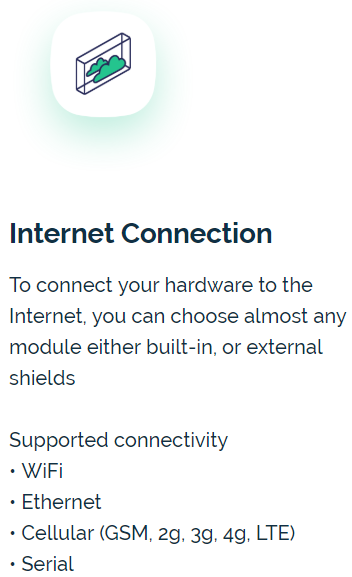 Internet Connection
To connect your hardware to the
Internet, you can choose almost any
module either built-in, or external
shields
Supported connectivity
• WiFi
• Ethernet
• Cellular (GSM, 2g, 3g, 4g, LTE)
• Serial